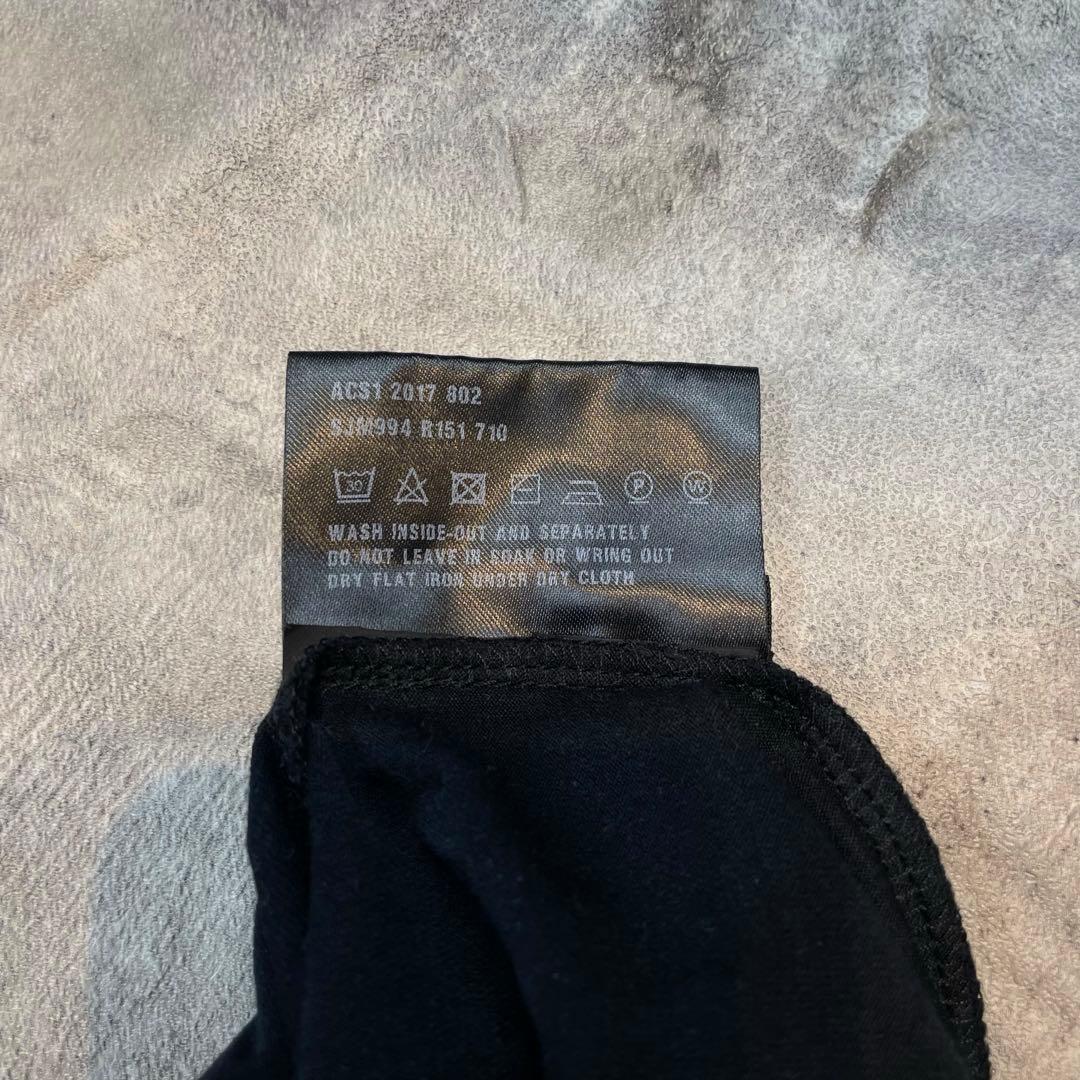 ACS1 2017 802
SJM994 R151 710
30 P W
WASH INSIDE-OUT AND SEPARATELY
DO NOT LEAVE IN SOAK OR WRING OUT
DRY FLAT IRON UNDER DRY CLOTH